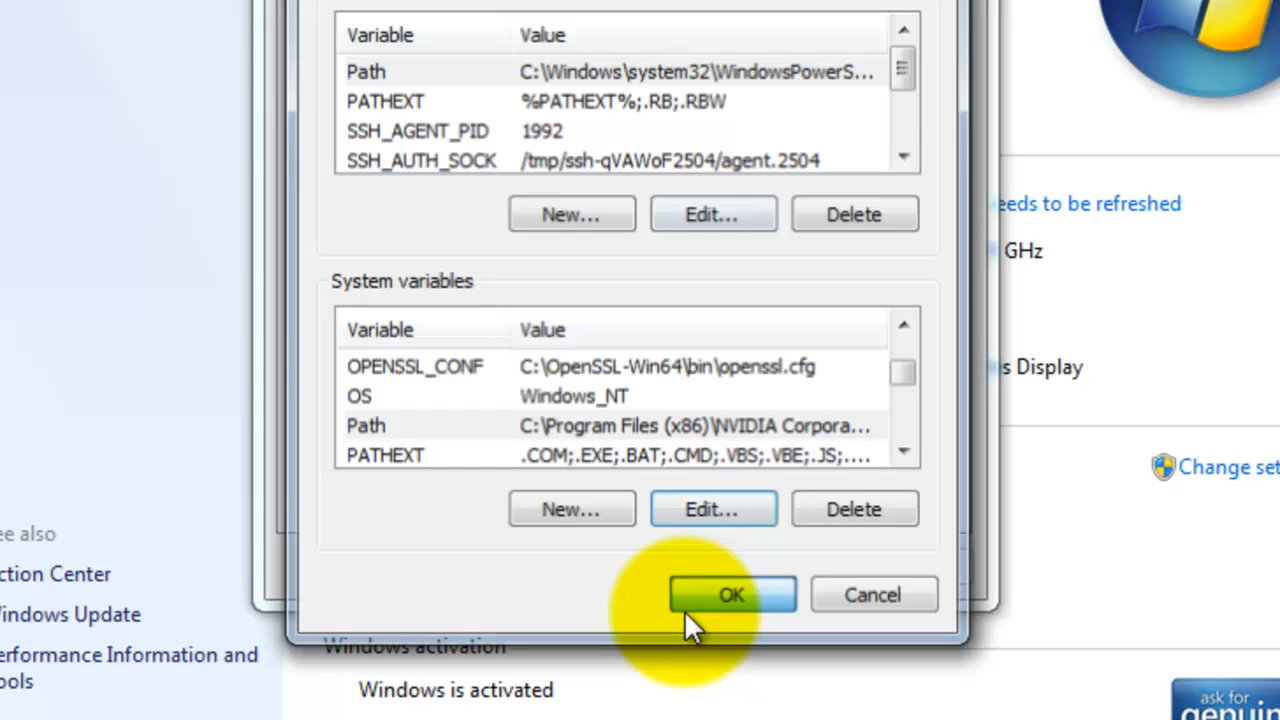 Variable Value
Path C:\Windows\system32\WindowsPowerS...
PATHEXT %PATHEXT%;.RB;.RBW
SSH_AGENT_PID 1992
SSH_AUTH_SOCK /tmp/ssh-qVAWoF2504/agent.2504
New... Edit... Delete
eeds to be refreshed
GHz
System variables
Variable Value
OPENSSL_CONF C:\OpenSSL-Win64\bin\openssl.cfg
OS Windows_NT
Path C:\Program Files (x86)\NVIDIA Corpora...
PATHEXT .COM;.EXE;.BAT;.CMD;.VBS;.VBE;.JS;....
s Display
Change set
New... Edit... Delete
ee also
ction Center
OK Cancel
indows Update
Windows activation
erformance Information and
ools
Windows is activated
ask for
genuin